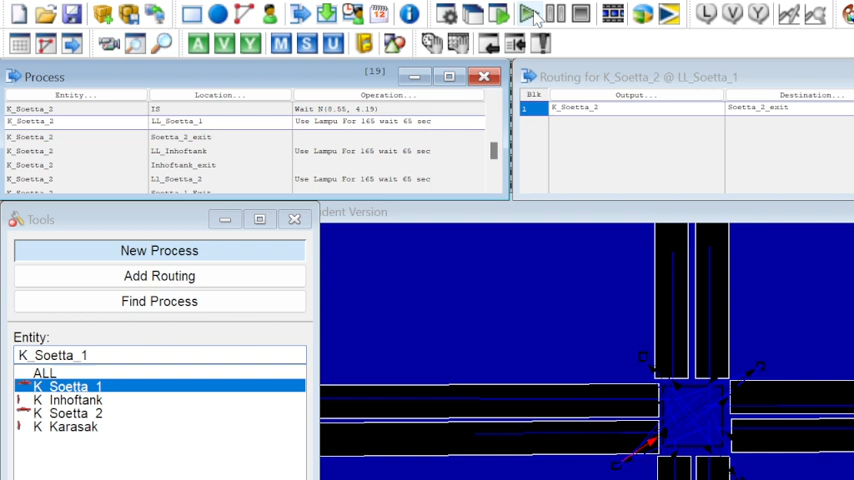 12
i
L V Y
A V Y M S U
Process
[19]
Routing for K_Soetta_2 @ LL_Soetta_1
Entity... Location... Operation...
Blk Output... Destination...
K_Soetta_2 IS Wait N(8.55, 4.19)
1 K_Soetta_2 Soetta_2_exit
K_Soetta_2 LL_Soetta_1 Use Lampu For 165 wait 65 sec
K_Soetta_2 Soetta_2_exit
K_Soetta_2 LL_Inhoftank Use Lampu For 165 wait 65 sec
K_Soetta_2 Inhoftank_exit
K_Soetta_2 Ll_Soetta_2 Use Lampu For 165 wait 65 sec
Tools
dent Version
New Process
Add Routing
Find Process
Entity:
K_Soetta_1
ALL
K_Soetta_1
K_Inhoftank
K_Soetta_2
K_Karasak